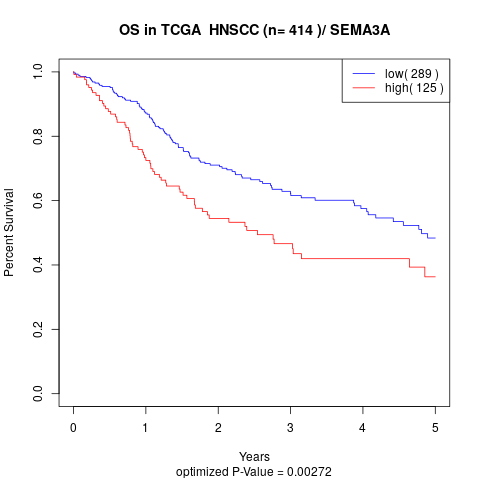 OS in TCGA  HNSCC (n= 414 )/ SEMA3A
low( 289 )
high( 125 )
Percent Survival
1.0
0.8
0.6
0.4
0.2
0.0
0 1 2 3 4 5
Years
optimized P-Value = 0.00272